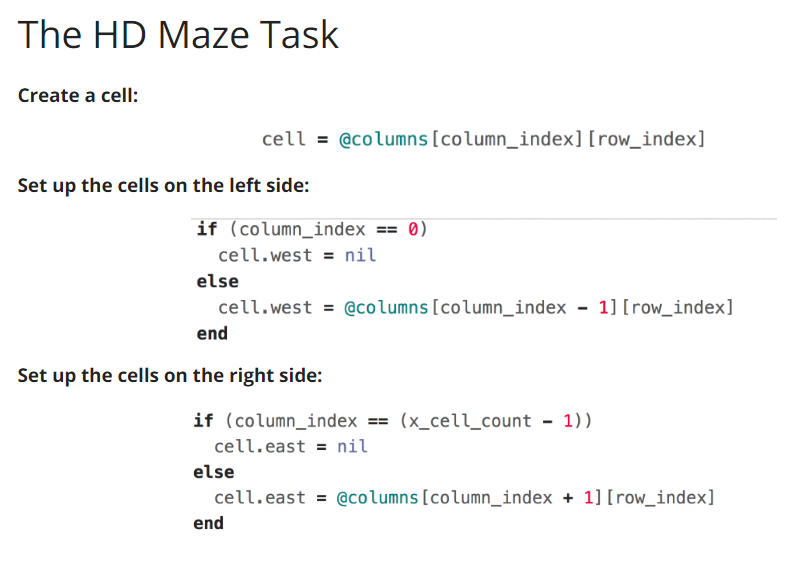 The HD Maze Task
Create a cell:
cell = @columns[column_index][row_index]
Set up the cells on the left side:
if (column_index == 0)
  cell.west = nil
else
  cell.west = @columns[column_index - 1][row_index]
end
Set up the cells on the right side:
if (column_index == (x_cell_count - 1))
  cell.east = nil
else
  cell.east = @columns[column_index + 1][row_index]
end